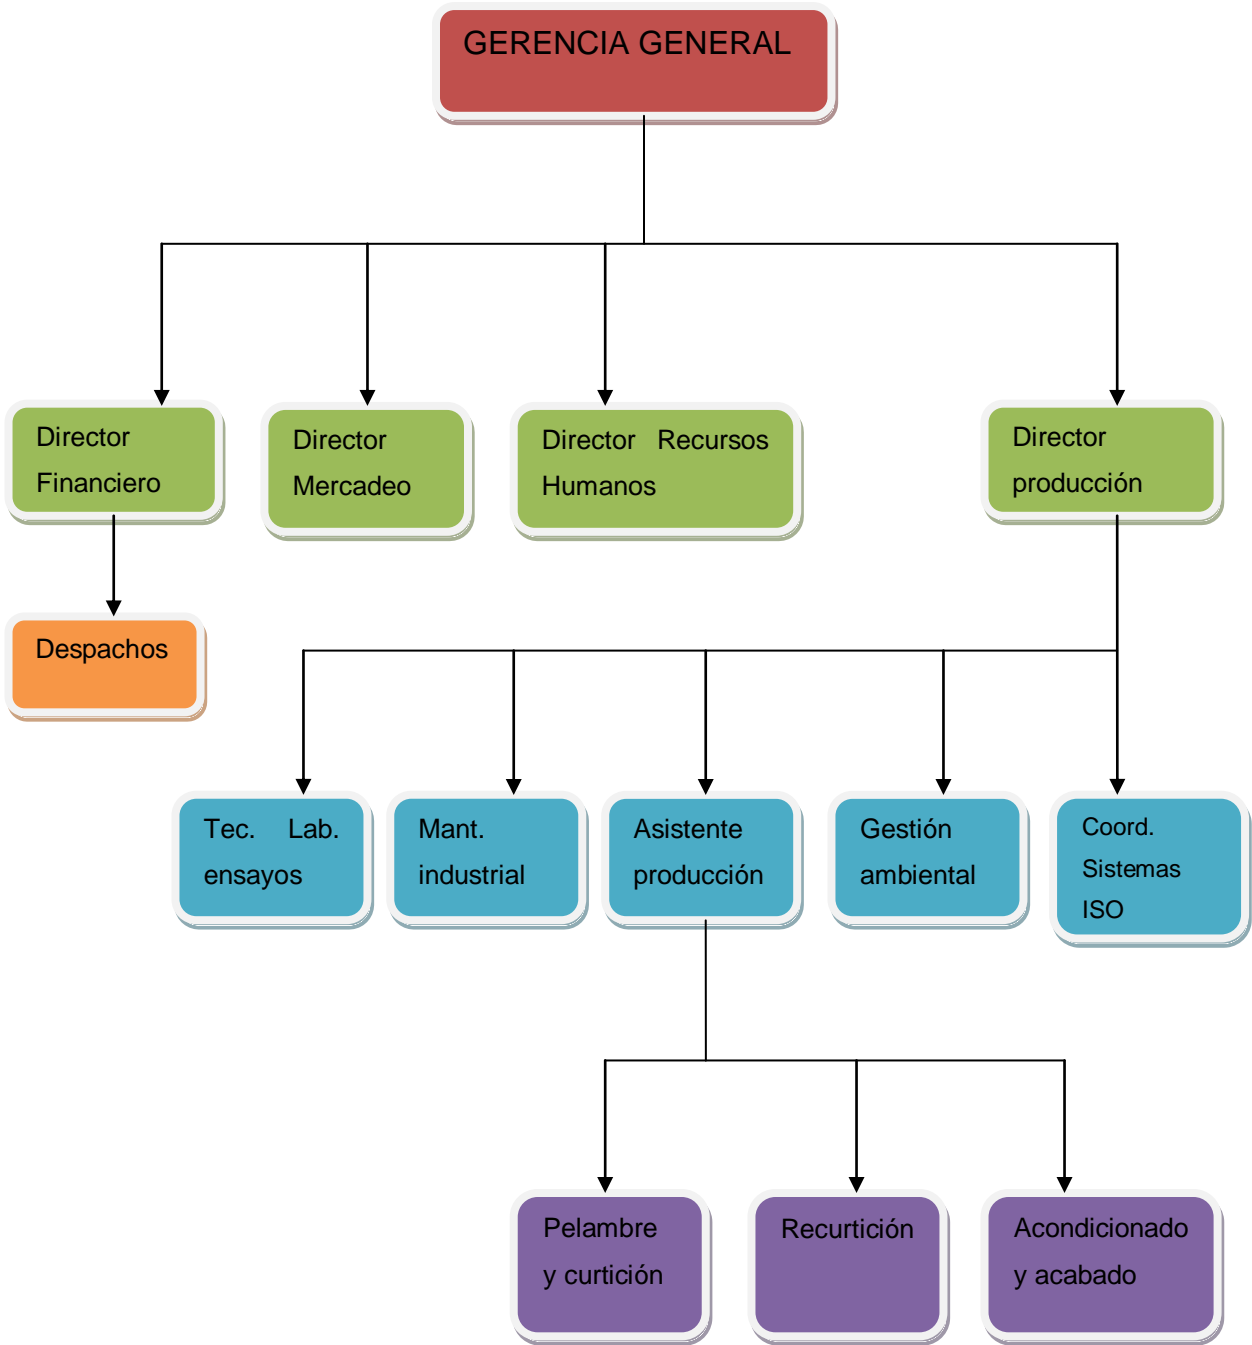 GERENCIA GENERAL
Director
Financiero
Director
Mercadeo
Director Recursos
Humanos
Director
producción
Despachos
Tec. Lab.
ensayos
Mant.
industrial
Asistente
producción
Gestión
ambiental
Coord.
Sistemas
ISO
Pelambre
y curtición
Recurtición
Acondicionado
y acabado